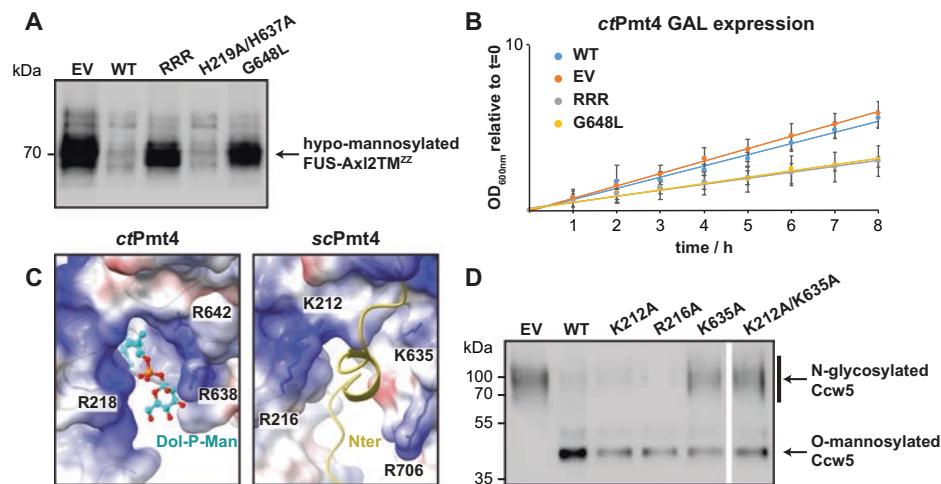 A
kDa
EV WT RRR H219A/H637A G648L
70
hypo-mannosylated
FUS-Axl2TM^ZZ
B
ctPmt4 GAL expression
OD600nm relative to t=0
10
WT
EV
RRR
G648L
1 2 3 4 5 6 7 8
time / h
C
ctPmt4
R642
R218
R638
Dol-P-Man
scPmt4
K212
K635
R216
Nter
R706
D
EV WT K212A R216A K635A K212A/K635A
kDa
100
70
55
35
N-glycosylated
Ccw5
O-mannosylated
Ccw5